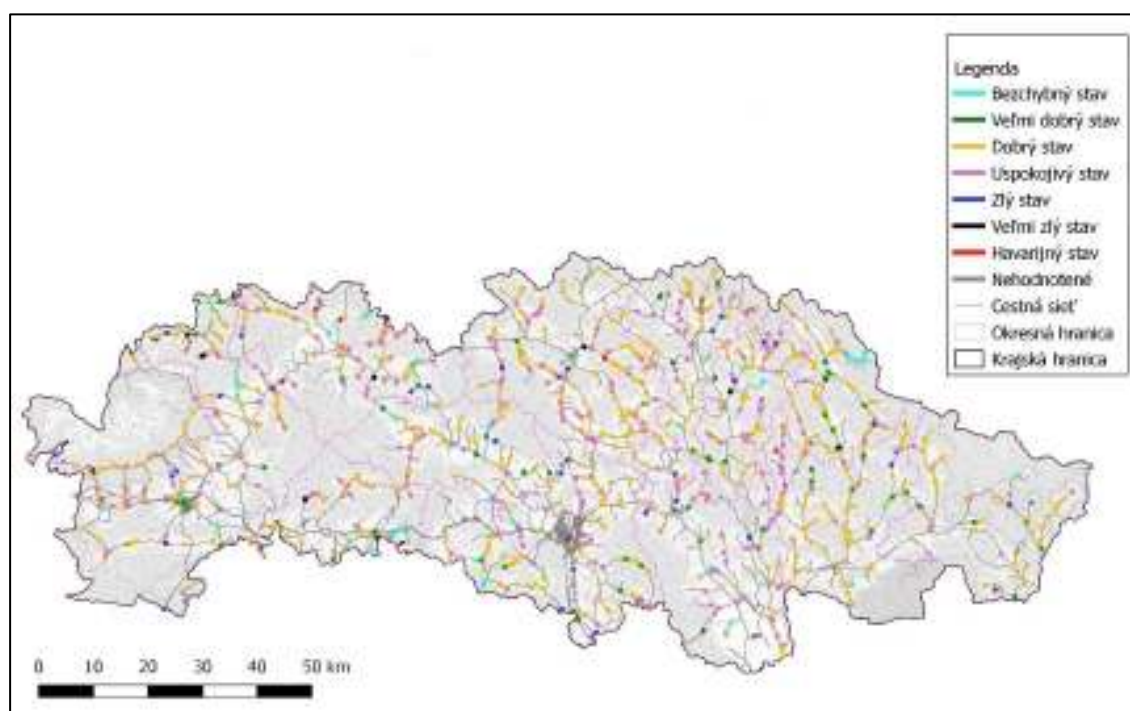 Legenda
Bezchybný stav
Veľmi dobrý stav
Dobrý stav
Uspokojivý stav
Zlý stav
Veľmi zlý stav
Havarijný stav
Nehodnotené
Cestná sieť
Okresná hranica
Krajská hranica
0 10 20 30 40 50 km